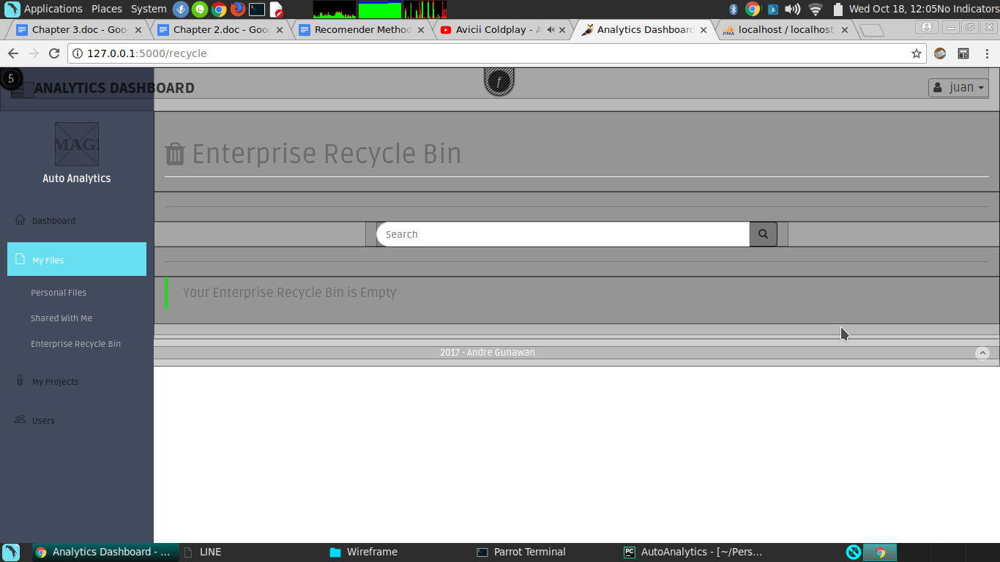 Applications Places System Wed Oct 18, 12:05No Indicators
Chapter 3.doc - Goo
Chapter 2.doc - Goo
Recomender Method
Avicii Coldplay - A
Analytics Dashboard
localhost / localhost
127.0.0.1:5000/recycle
5
ANALYTICS DASHBOARD
f
juan
Auto Analytics
Dashboard
My Files
Personal Files
Shared With Me
Enterprise Recycle Bin
My Projects
Users
Enterprise Recycle Bin
Search
Your Enterprise Recycle Bin is Empty
2017 - Andre Gunawan
Analytics Dashboard - ...
LINE
Wireframe
Parrot Terminal
AutoAnalytics - [~/Pers...